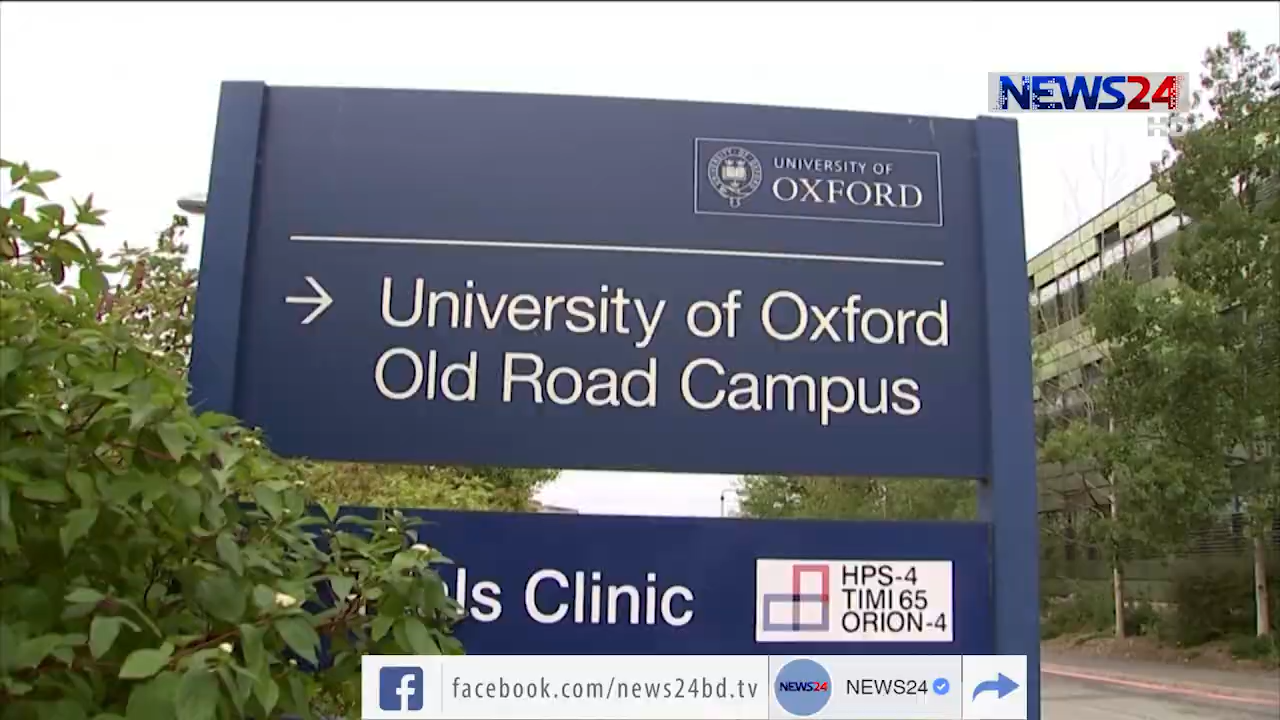 NEWS24
HD
UNIVERSITY OF
OXFORD
→ University of Oxford
Old Road Campus
ls Clinic
HPS-4
TIMI 65
ORION-4
facebook.com/news24bd.tv
NEWS24
NEWS24